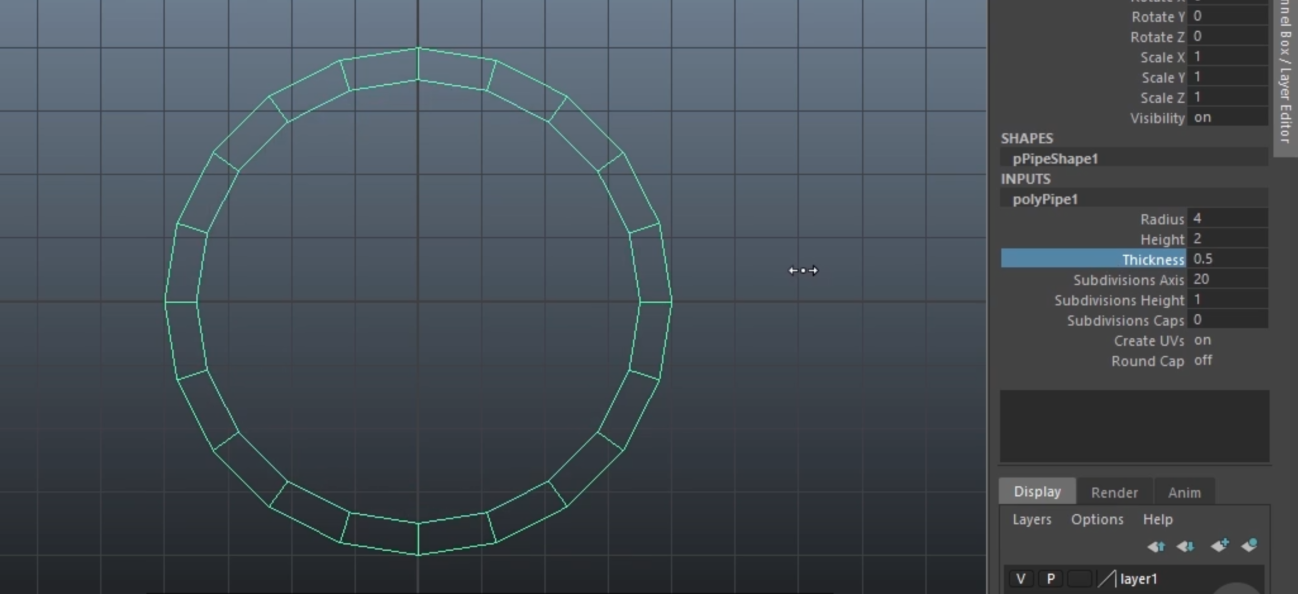 Rotate X
Rotate Y 0
Rotate Z 0
Scale X 1
Scale Y 1
Scale Z 1
Visibility on
SHAPES
pPipeShape1
INPUTS
polyPipe1
Radius 4
Height 2
Thickness 0.5
Subdivisions Axis 20
Subdivisions Height 1
Subdivisions Caps 0
Create UVs on
Round Cap off
Display Render Anim
Layers Options Help
V P layer1
Box / Layer Editor